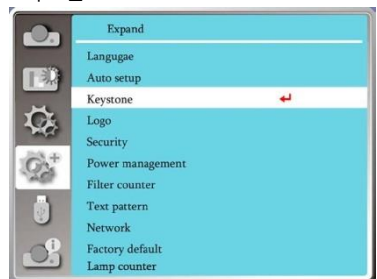 Expand
Langugae
Auto setup
Keystone
Logo
Security
Power management
Filter counter
Text pattern
Network
Factory default
Lamp counter